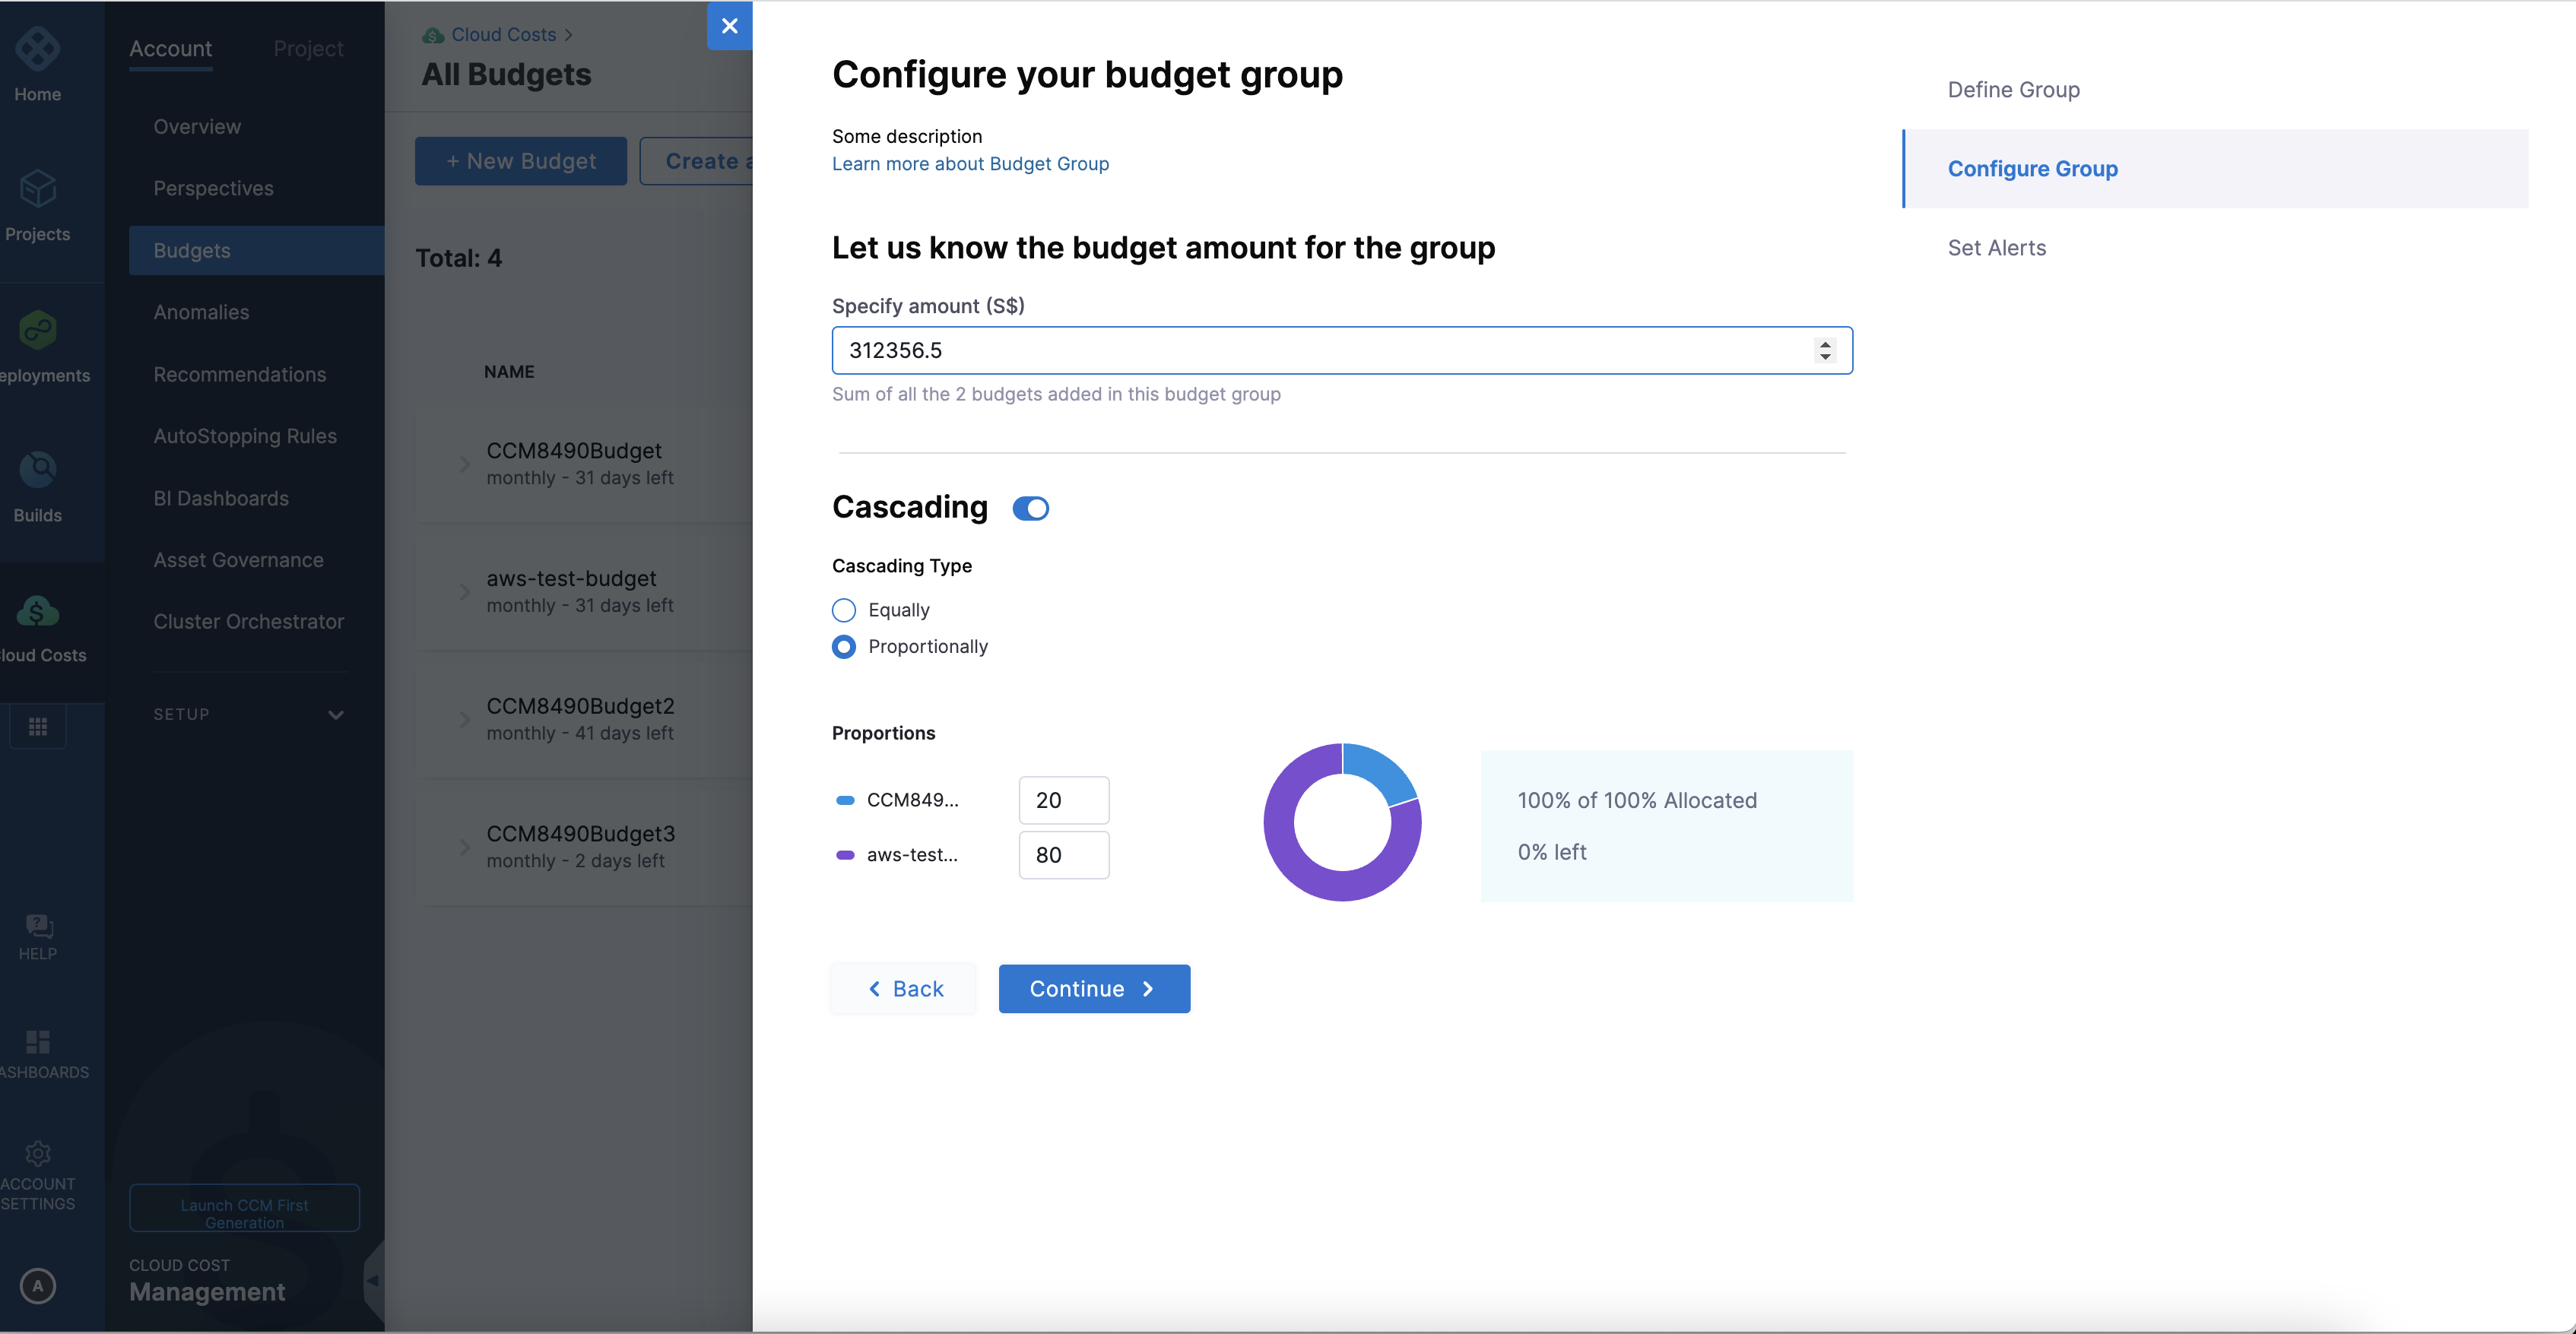 Home
Projects
eployments
Builds
loud Costs
HELP
ASHBOARDS
ACCOUNT
SETTINGS
A
Account
Project
Overview
Perspectives
Budgets
Anomalies
Recommendations
AutoStopping Rules
BI Dashboards
Asset Governance
Cluster Orchestrator
SETUP
Launch CCM First
Generation
CLOUD COST
Management
Cloud Costs >
All Budgets
+ New Budget
Create a
Total: 4
NAME
CCM8490Budget
monthly - 31 days left
aws-test-budget
monthly - 31 days left
CCM8490Budget2
monthly - 41 days left
CCM8490Budget3
monthly - 2 days left
Configure your budget group
Some description
Learn more about Budget Group
Let us know the budget amount for the group
Specify amount (S$)
312356.5
Sum of all the 2 budgets added in this budget group
Cascading
Cascading Type
Equally
Proportionally
Proportions
CCM849... 20
aws-test... 80
100% of 100% Allocated
0% left
Back
Continue
Define Group
Configure Group
Set Alerts